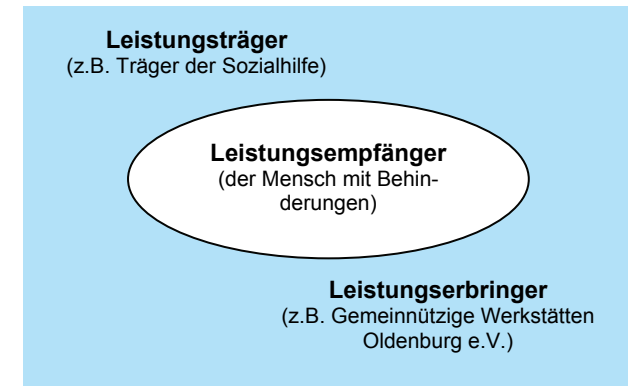 Leistungsträger
(z.B. Träger der Sozialhilfe)
Leistungsempfänger
(der Mensch mit Behin-
derungen)
Leistungserbringer
(z.B. Gemeinnützige Werkstätten
Oldenburg e.V.)